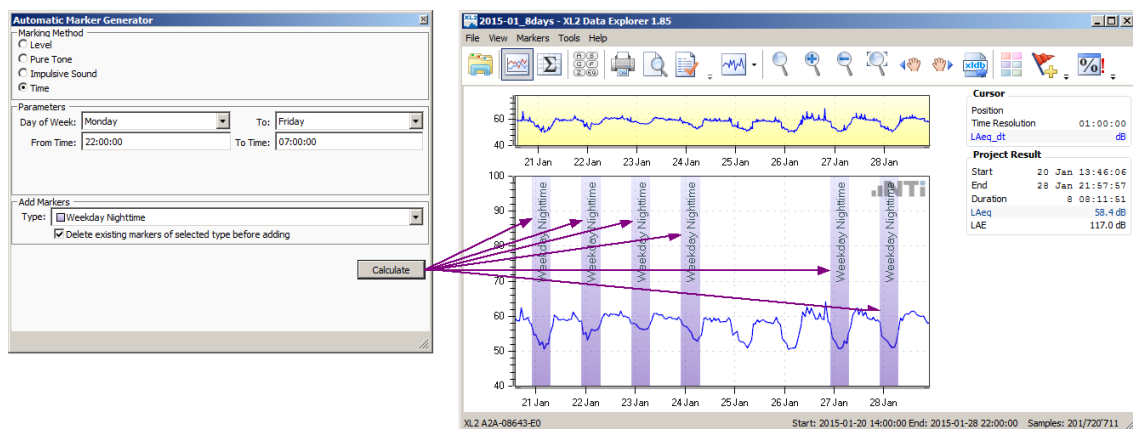 Automatic Marker Generator
Marking Method
Level
Pure Tone
Impulsive Sound
Time
Parameters
Day of Week: Monday To: Friday
From Time: 22:00:00 To Time: 07:00:00
Add Markers
Type: Weekday Nighttime
Delete existing markers of selected type before adding
Calculate
2015-01_8days - XL2 Data Explorer 1.85
File View Markers Tools Help
A S
C F
Z EQ
xldb
%!
60
40
21 Jan 22 Jan 23 Jan 24 Jan 25 Jan 26 Jan 27 Jan 28 Jan
100
90
80
70
60
50
40
Weekday Nighttime
Weekday Nighttime
Weekday Nighttime
Weekday Nighttime
Weekday Nighttime
Weekday Nighttime
NTi
21 Jan 22 Jan 23 Jan 24 Jan 25 Jan 26 Jan 27 Jan 28 Jan
Cursor
Position
Time Resolution 01:00:00
LAeq_dt dB
Project Result
Start 20 Jan 13:46:06
End 28 Jan 21:57:57
Duration 8 08:11:51
LAeq 58.4 dB
LAE 117.0 dB
XL2 A2A-08643-E0 Start: 2015-01-20 14:00:00 End: 2015-01-28 22:00:00 Samples: 201/720'711